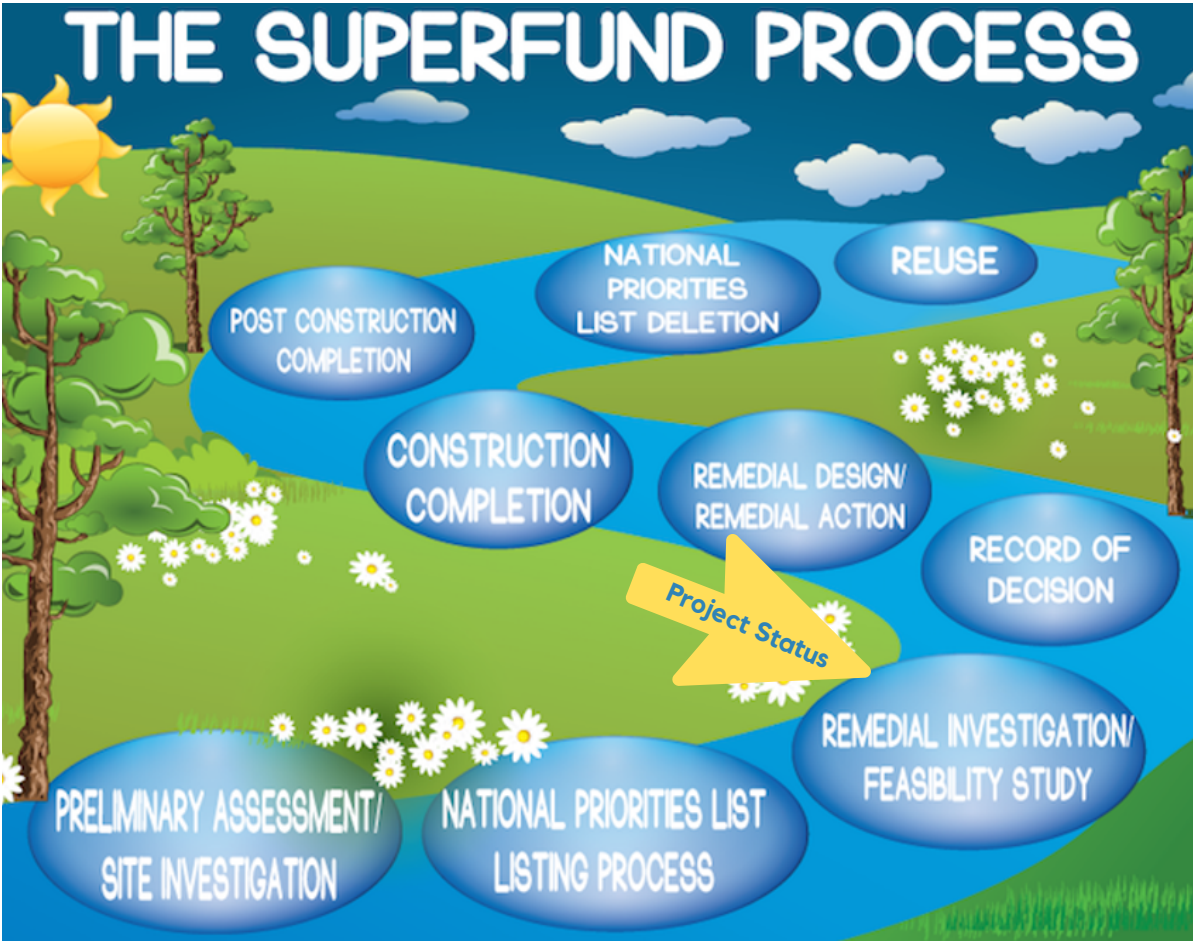 THE SUPERFUND PROCESS
NATIONAL
PRIORITIES
LIST DELETION
REUSE
POST CONSTRUCTION
COMPLETION
CONSTRUCTION
COMPLETION
REMEDIAL DESIGN/
REMEDIAL ACTION
RECORD OF
DECISION
Project Status
REMEDIAL INVESTIGATION/
FEASIBILITY STUDY
PRELIMINARY ASSESSMENT/
SITE INVESTIGATION
NATIONAL PRIORITIES LIST
LISTING PROCESS